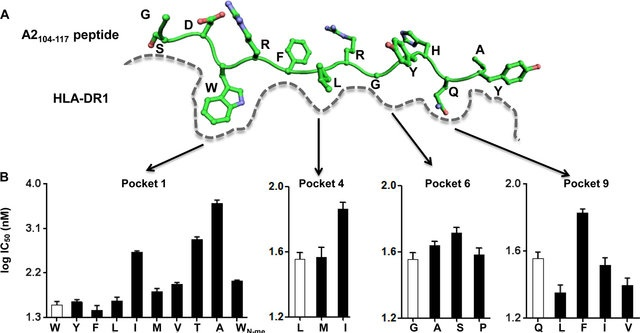 A
A2104-117 peptide
HLA-DR1
G
S
D
W
R
F
L
R
G
Y
H
Q
A
Y
B
Pocket 1
log IC50 (nM)
4.0
3.1
2.2
1.3
W Y F L I M V T A WN-me
Pocket 4
2.0
1.6
1.2
L M I
Pocket 6
2.0
1.6
1.2
G A S P
Pocket 9
2.0
1.6
1.2
Q L F I V